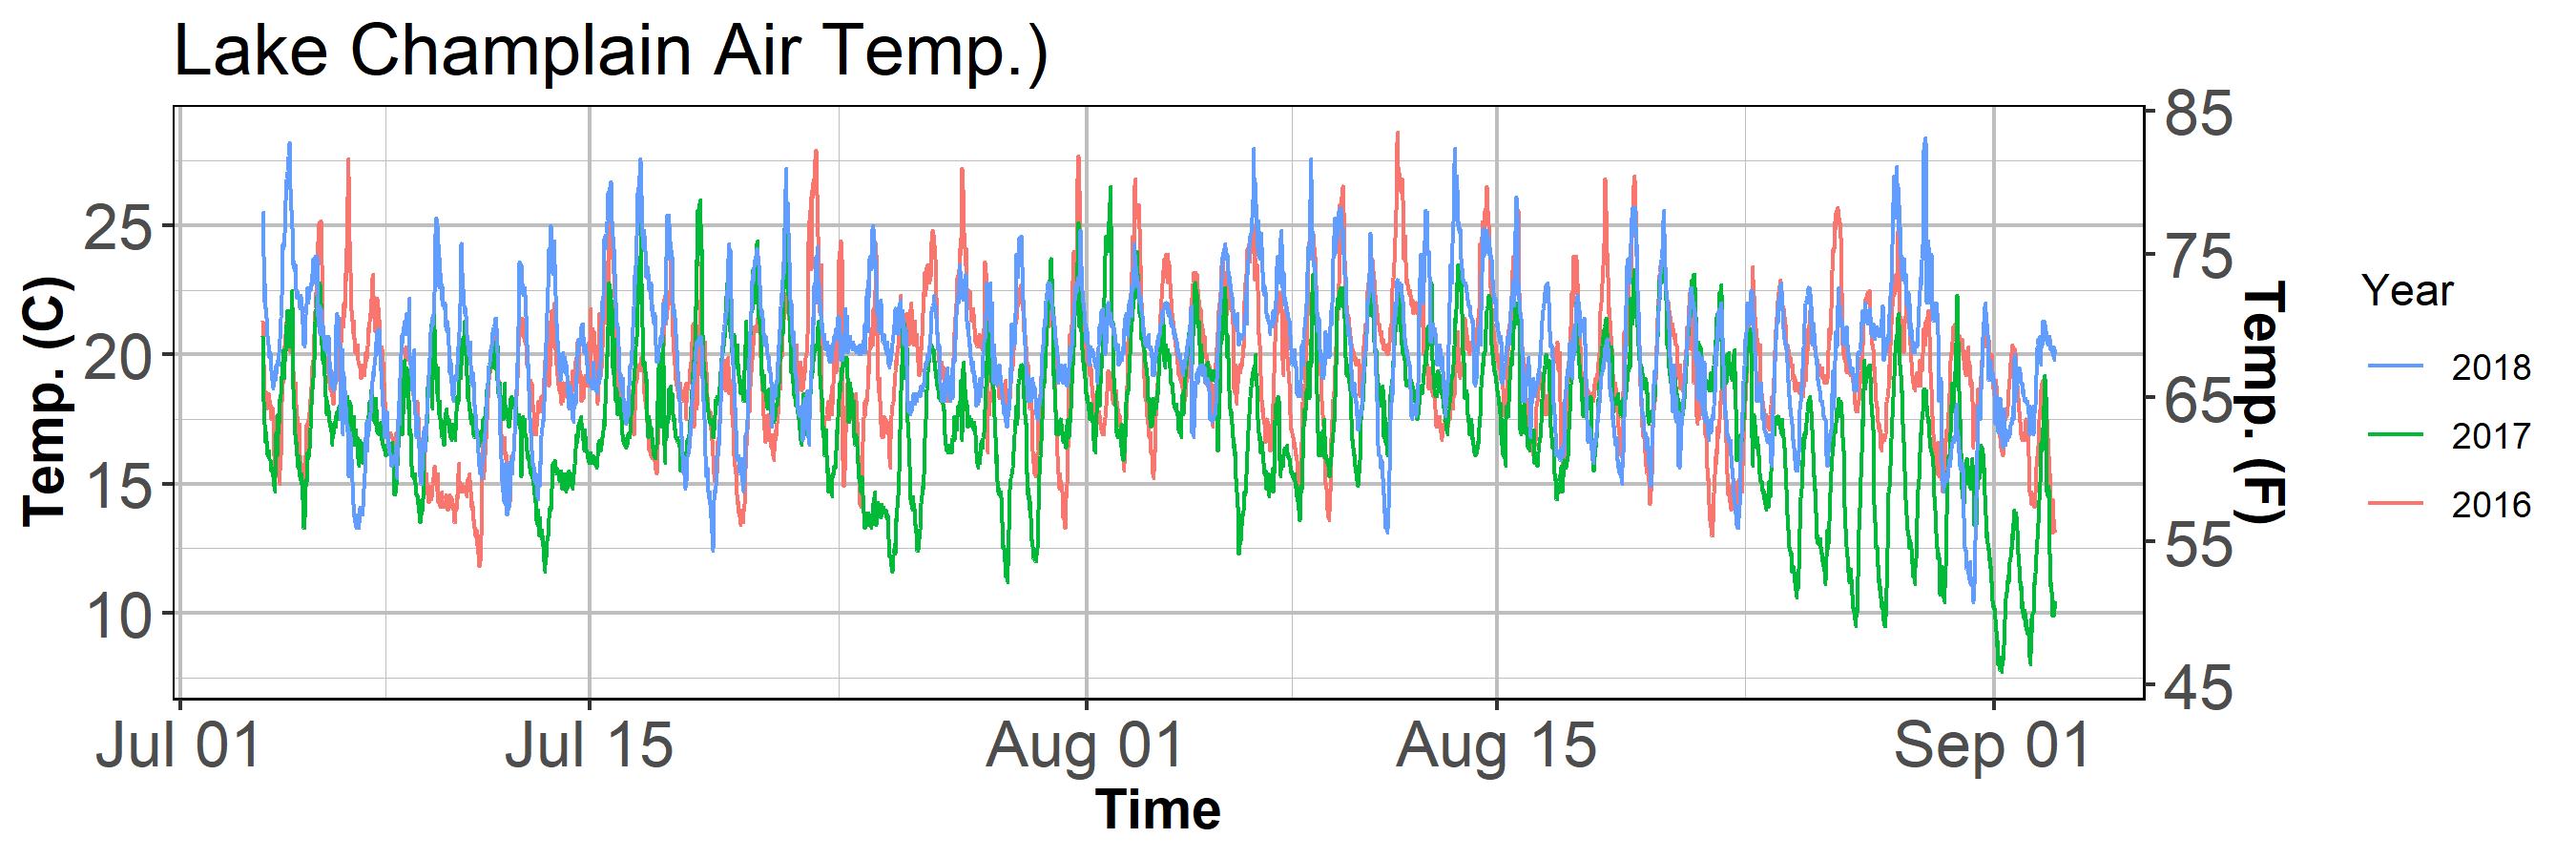 Lake Champlain Air Temp.)
Temp. (C)
25
20
15
10
85
75
65
55
45
Temp. (F)
Jul 01
Jul 15
Aug 01
Aug 15
Sep 01
Time
Year
2018
2017
2016